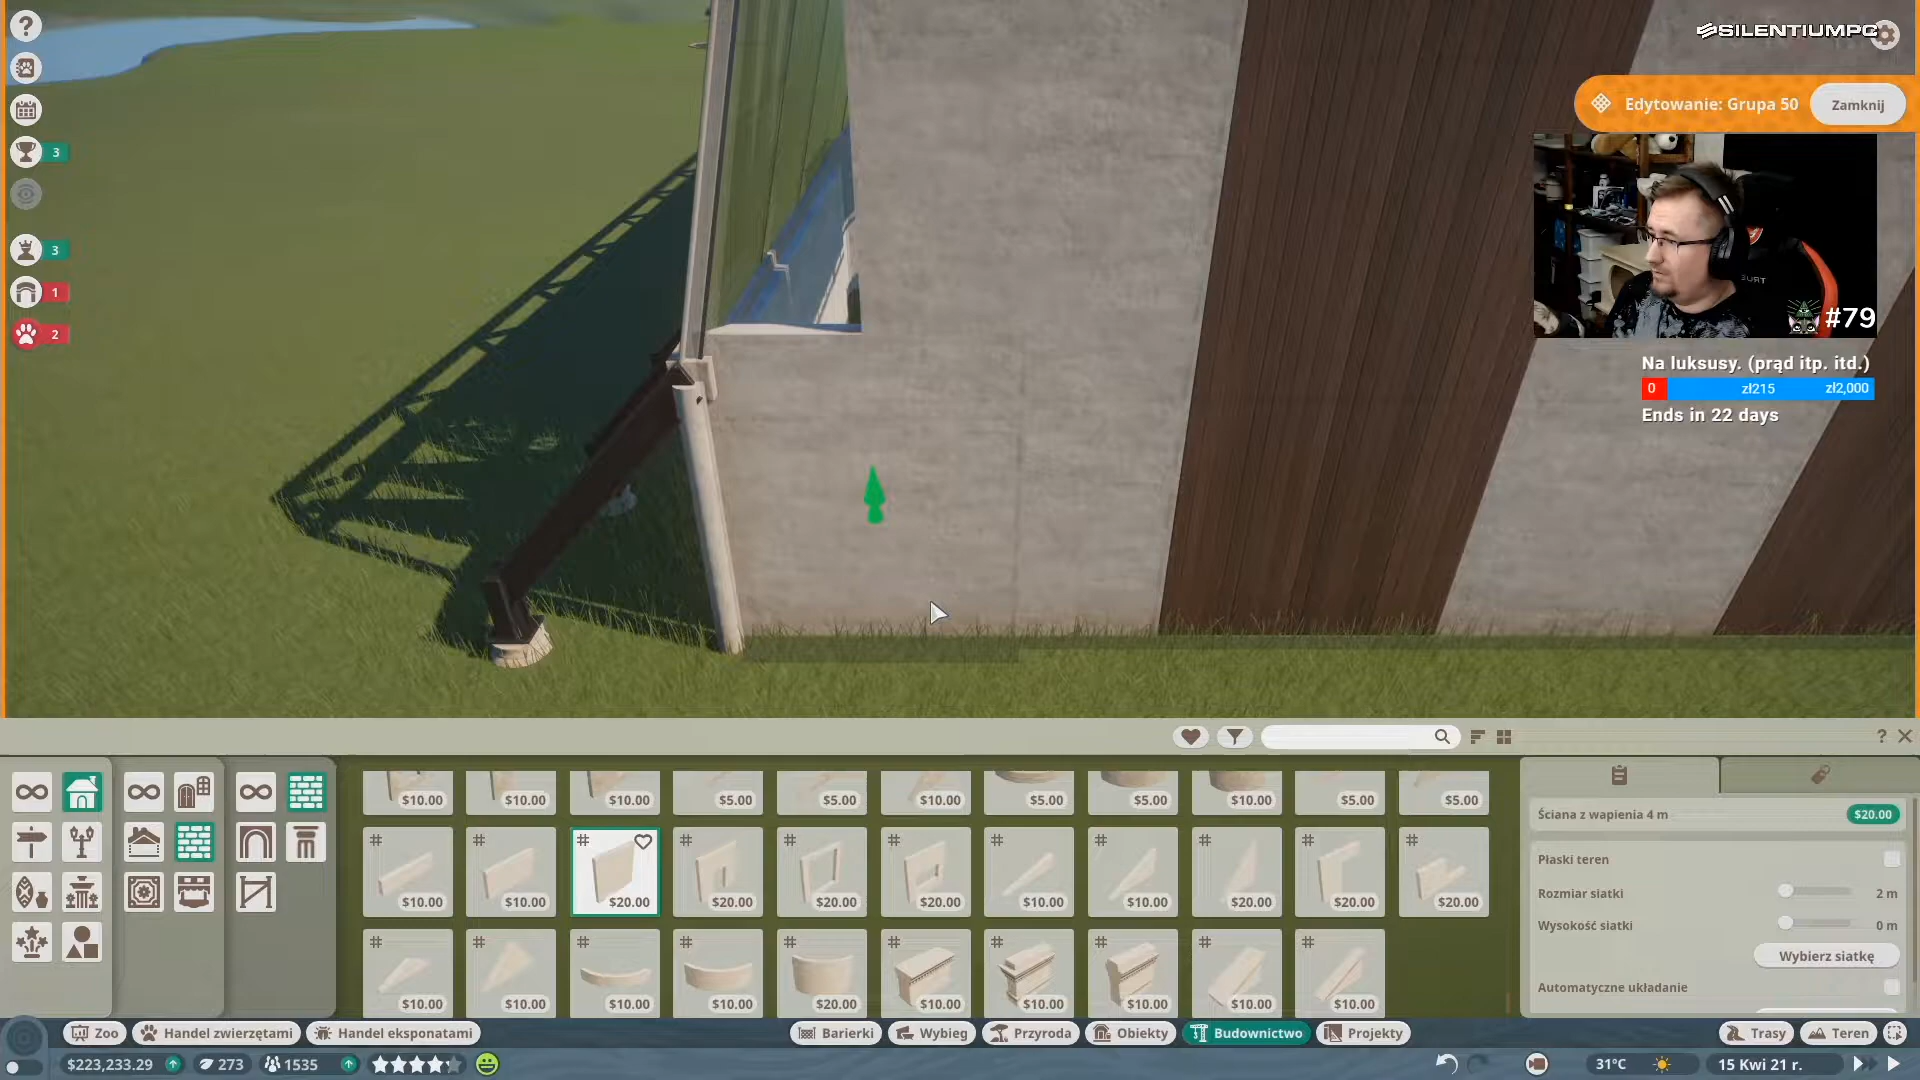 SILENTIUMPC
Edytowanie: Grupa 50
Zamknij
3
3
1
2
#79
Na luksusy. (prąd itp. itd.)
0 zł215 zł2,000
Ends in 22 days
$10.00 $10.00 $10.00 $5.00 $5.00 $10.00 $5.00 $5.00 $10.00 $5.00 $5.00
$10.00 $10.00 $20.00 $20.00 $20.00 $20.00 $10.00 $10.00 $20.00 $20.00 $20.00
$10.00 $10.00 $10.00 $10.00 $20.00 $10.00 $10.00 $10.00 $10.00 $10.00
Ściana z wapienia 4 m $20.00
Płaski teren
Rozmiar siatki 2 m
Wysokość siatki 0 m
Wybierz siatkę
Automatyczne układanie
Zoo Handel zwierzętami Handel eksponatami Barierki Wybieg Przyroda Obiekty Budownictwo Projekty Trasy Teren
$223,233.29 273 1535 31°C 15 Kwi 21 r.